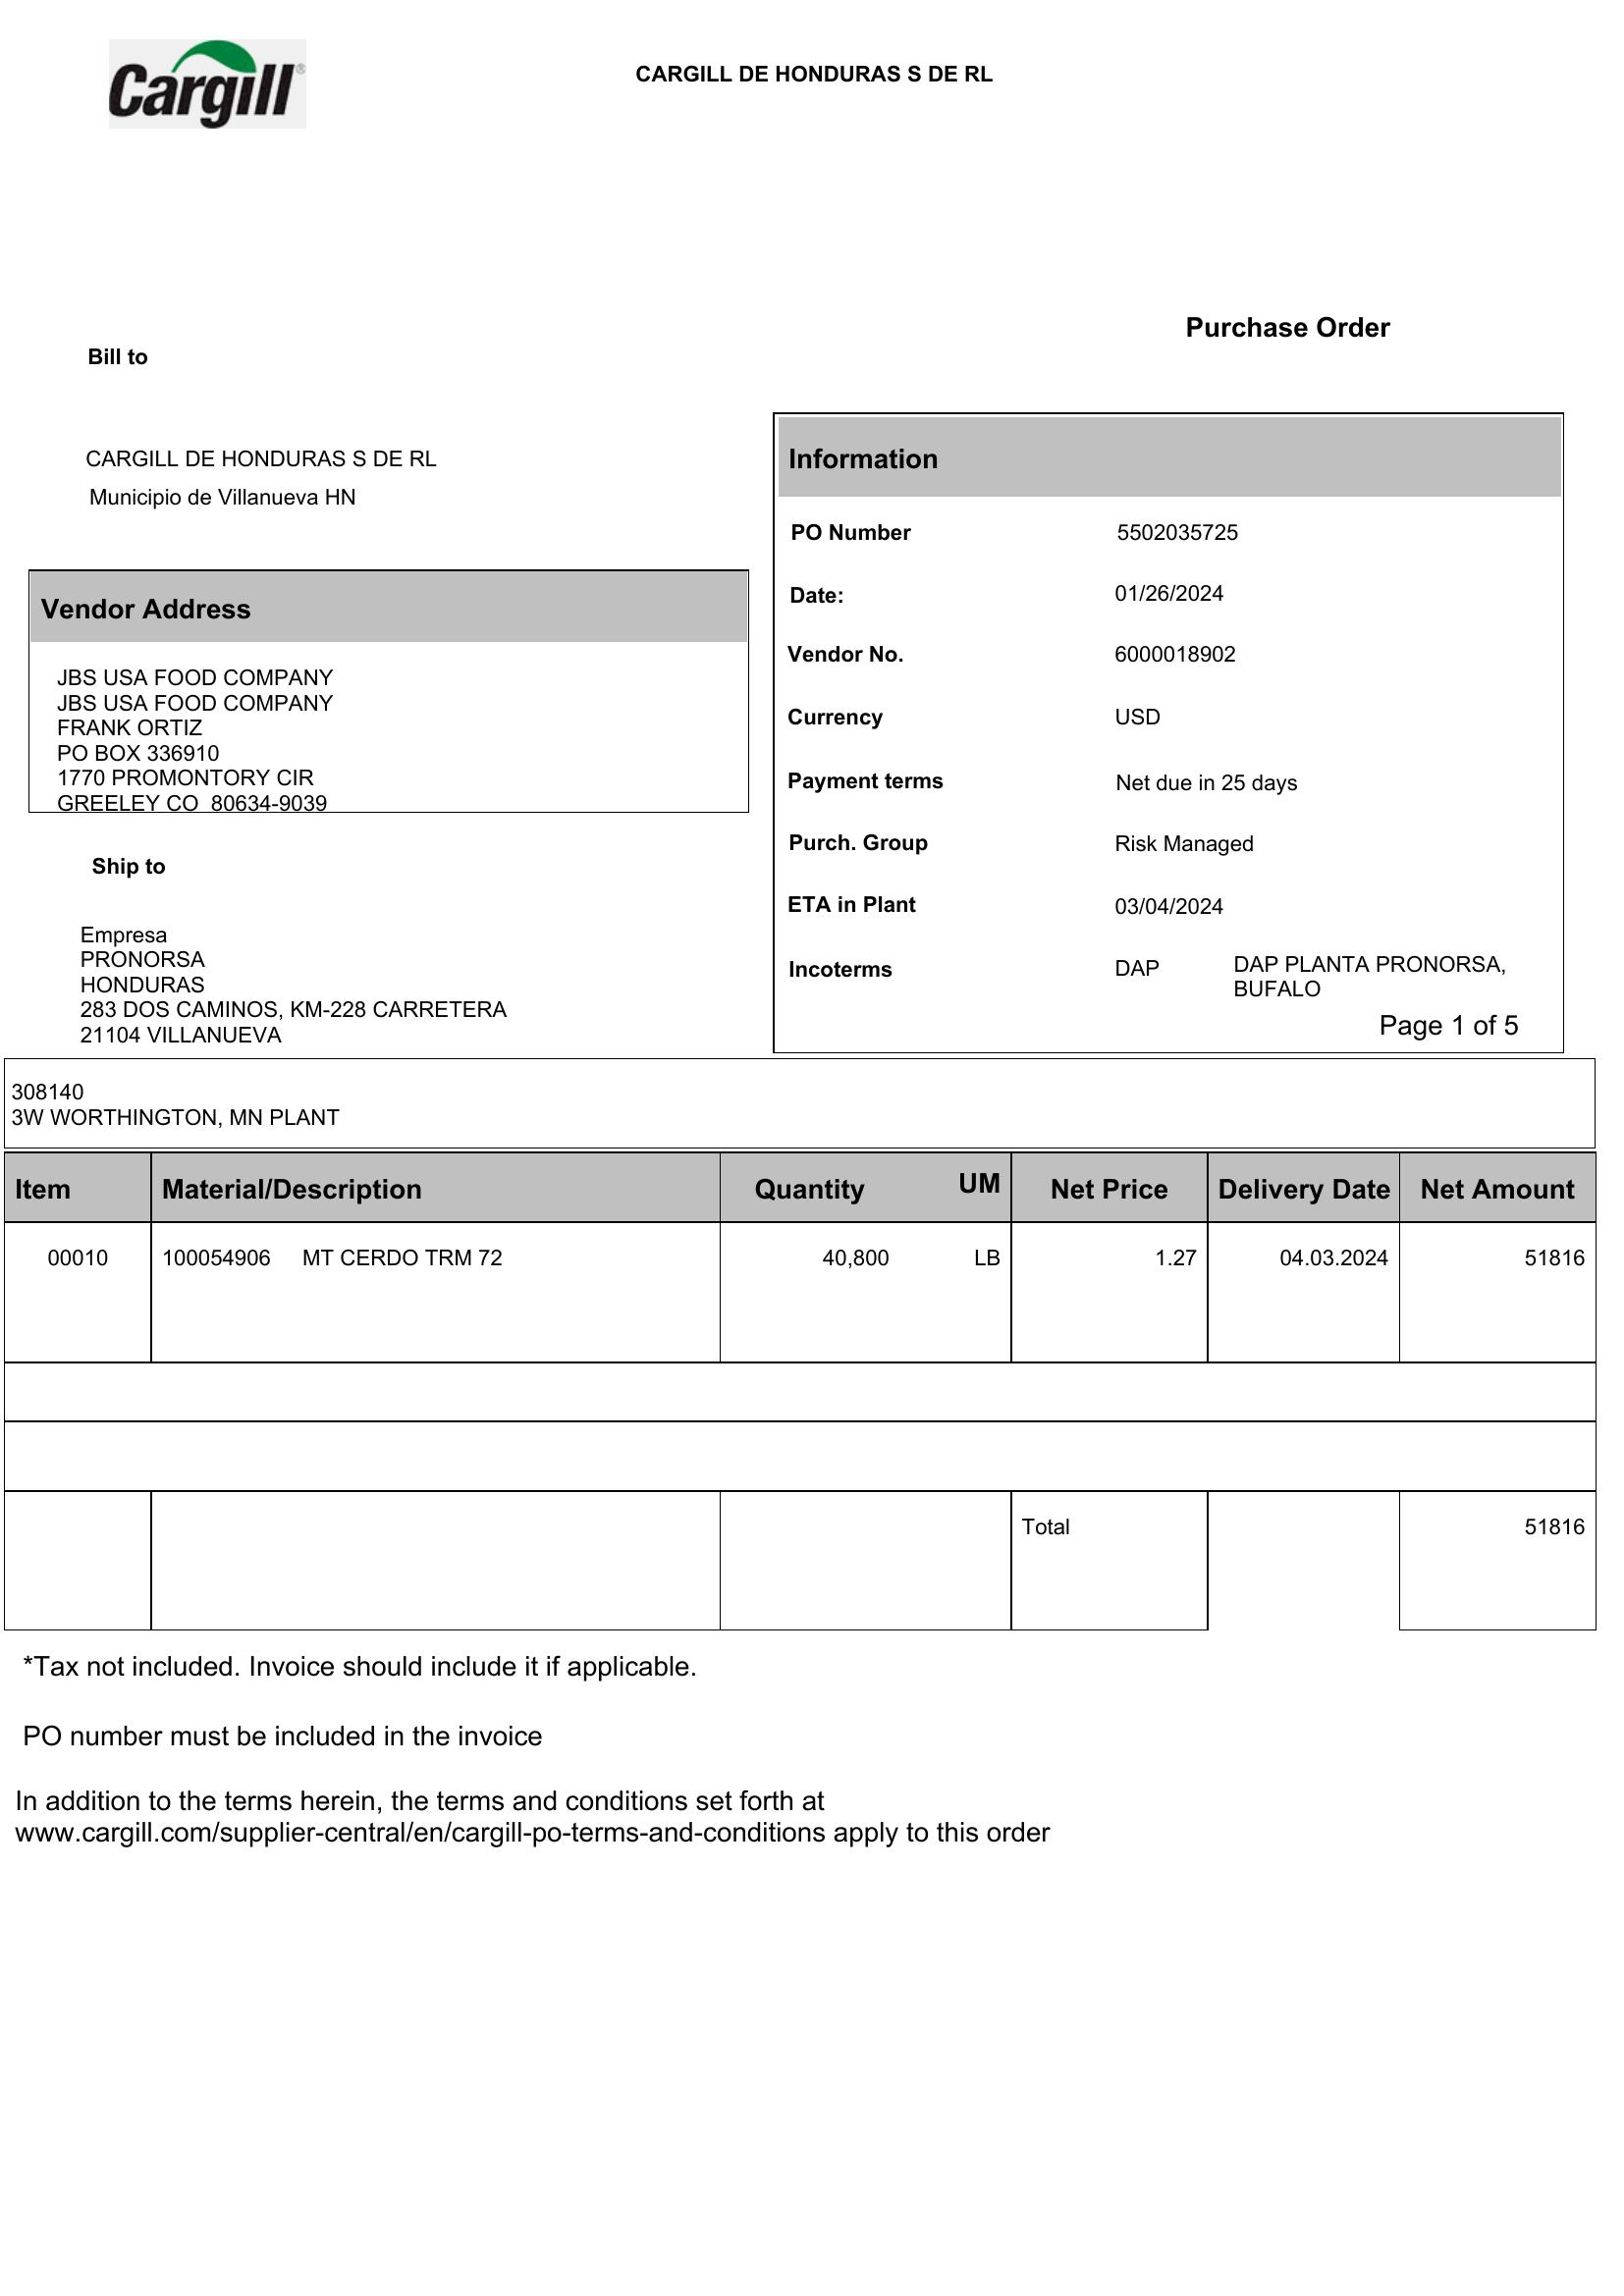 Cargill®
CARGILL DE HONDURAS S DE RL
Purchase Order
Bill to
CARGILL DE HONDURAS S DE RL
Municipio de Villanueva HN
Vendor Address
JBS USA FOOD COMPANY
JBS USA FOOD COMPANY
FRANK ORTIZ
PO BOX 336910
1770 PROMONTORY CIR
GREELEY CO 80634-9039
Ship to
Empresa
PRONORSA
HONDURAS
283 DOS CAMINOS, KM-228 CARRETERA
21104 VILLANUEVA
Information
PO Number 5502035725
Date: 01/26/2024
Vendor No. 6000018902
Currency USD
Payment terms Net due in 25 days
Purch. Group Risk Managed
ETA in Plant 03/04/2024
Incoterms DAP DAP PLANTA PRONORSA,
BUFALO
Page 1 of 5
308140
3W WORTHINGTON, MN PLANT
Item Material/Description Quantity UM Net Price Delivery Date Net Amount
00010 100054906 MT CERDO TRM 72 40,800 LB 1.27 04.03.2024 51816
Total 51816
*Tax not included. Invoice should include it if applicable.
PO number must be included in the invoice
In addition to the terms herein, the terms and conditions set forth at
www.cargill.com/supplier-central/en/cargill-po-terms-and-conditions apply to this order